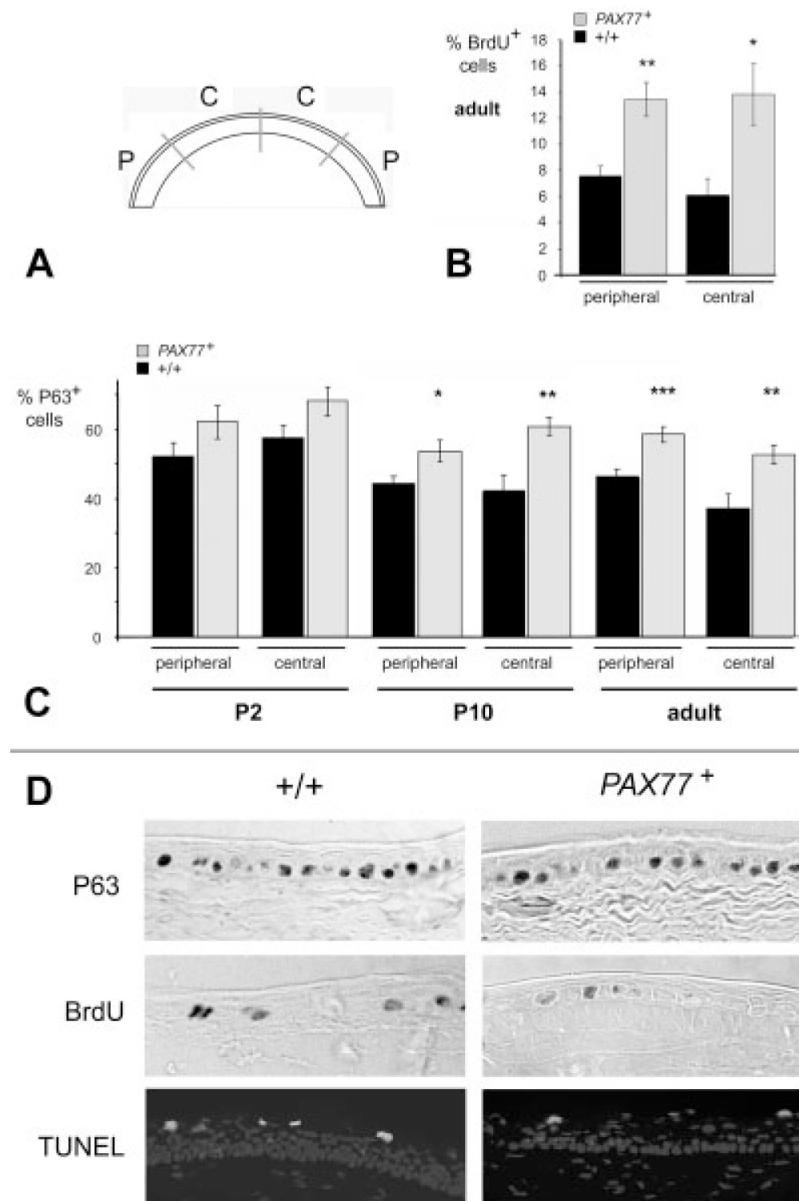 C C
P P
A
PAX77+
+/+
% BrdU+
cells
adult
18
16
14
12
10
8
6
4
2
0
** *
peripheral central
B
PAX77+
+/+
% P63+
cells
60
40
20
0
* ** *** **
peripheral central peripheral central peripheral central
P2 P10 adult
C
D
+/+ PAX77 +
P63
BrdU
TUNEL